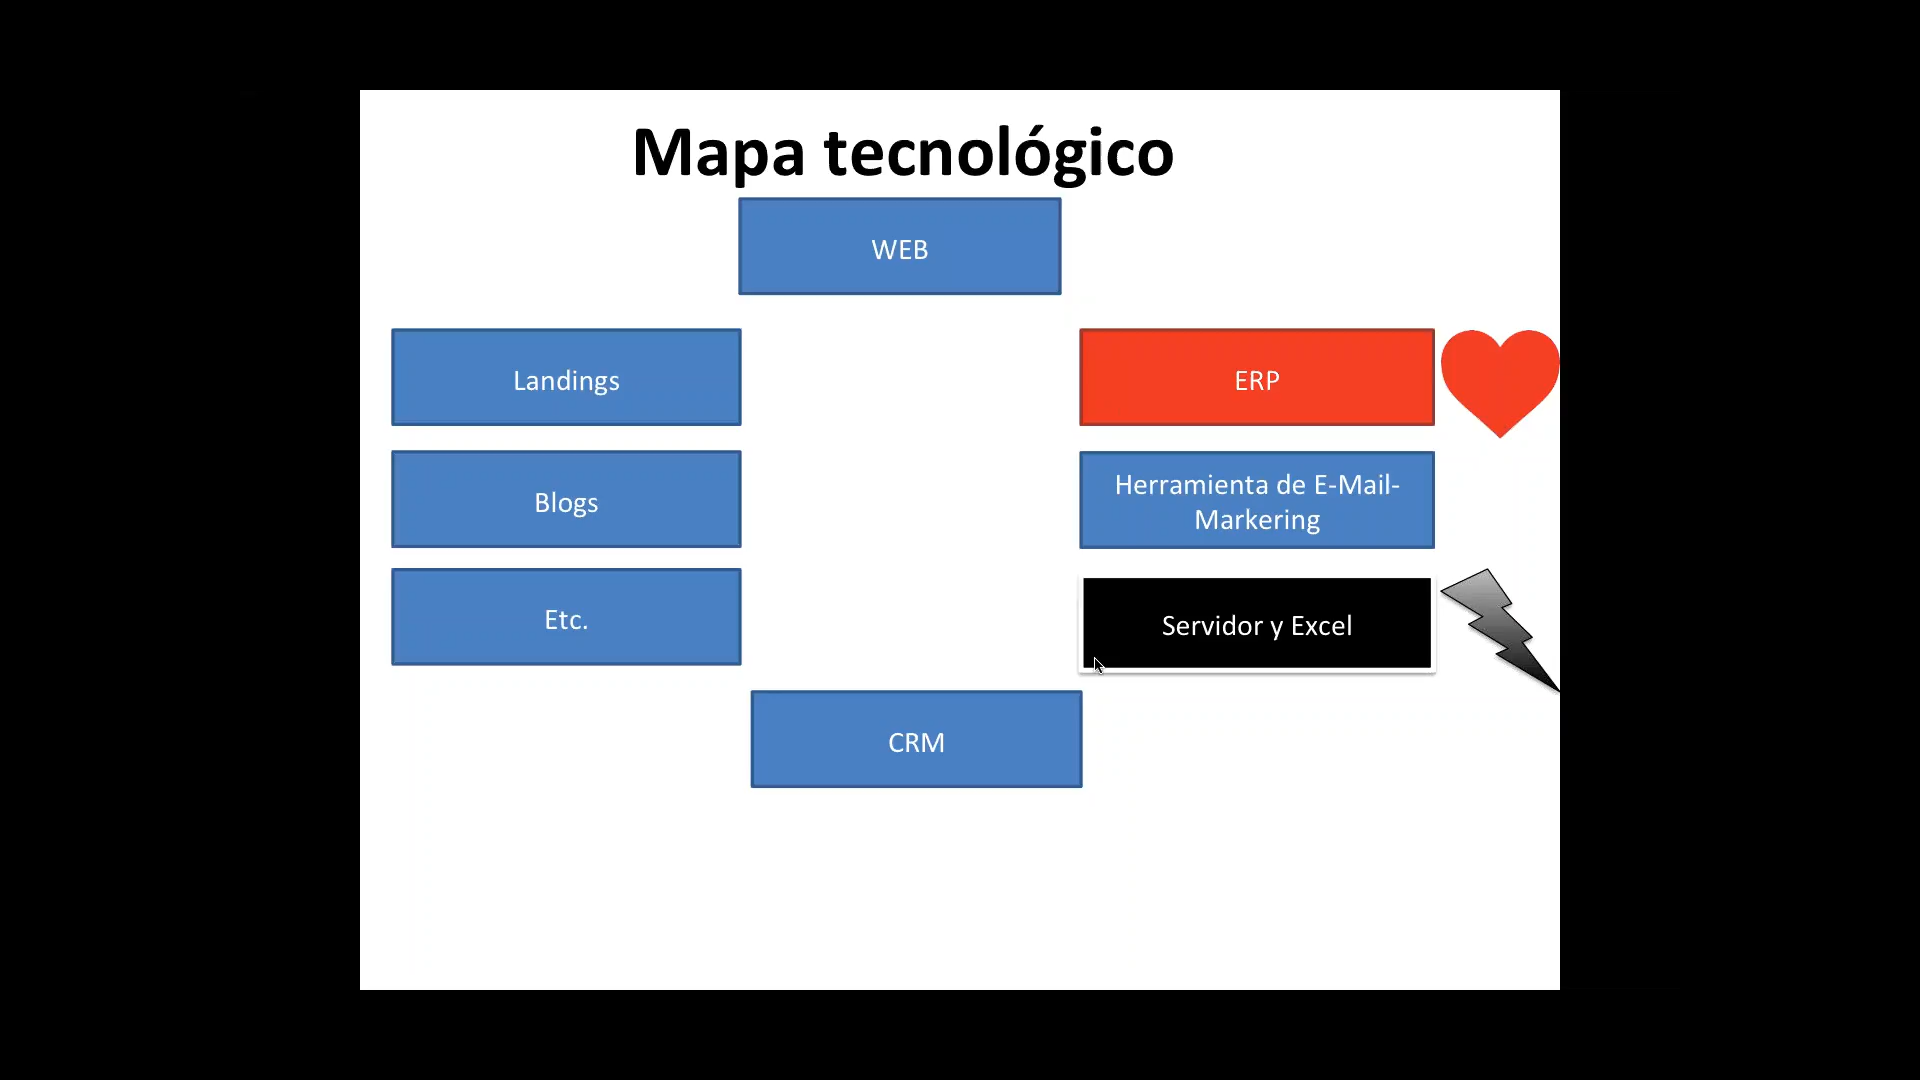 Mapa tecnológico
WEB
Landings
ERP
Blogs
Herramienta de E-Mail-
Markering
Etc.
Servidor y Excel
CRM